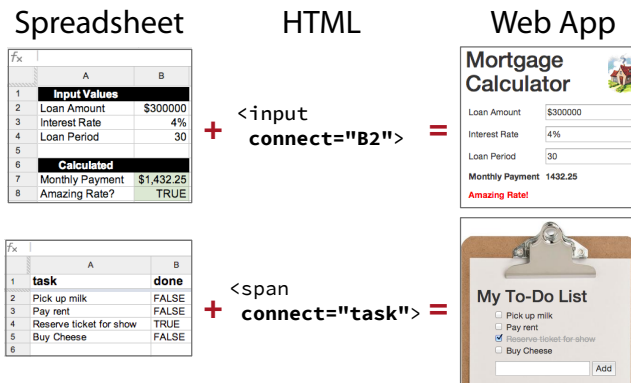 Spreadsheet HTML Web App
fx
A B
1 Input Values
2 Loan Amount $300000
3 Interest Rate 4%
4 Loan Period 30
5
6 Calculated
7 Monthly Payment $1,432.25
8 Amazing Rate? TRUE
+ <input
connect="B2"> =
Mortgage
Calculator
Loan Amount $300000
Interest Rate 4%
Loan Period 30
Monthly Payment 1432.25
Amazing Rate!
fx
A B
1 task done
2 Pick up milk FALSE
3 Pay rent FALSE
4 Reserve ticket for show TRUE
5 Buy Cheese FALSE
6
+ <span
connect="task"> =
My To-Do List
Pick up milk
Pay rent
Reserve ticket for show
Buy Cheese
Add